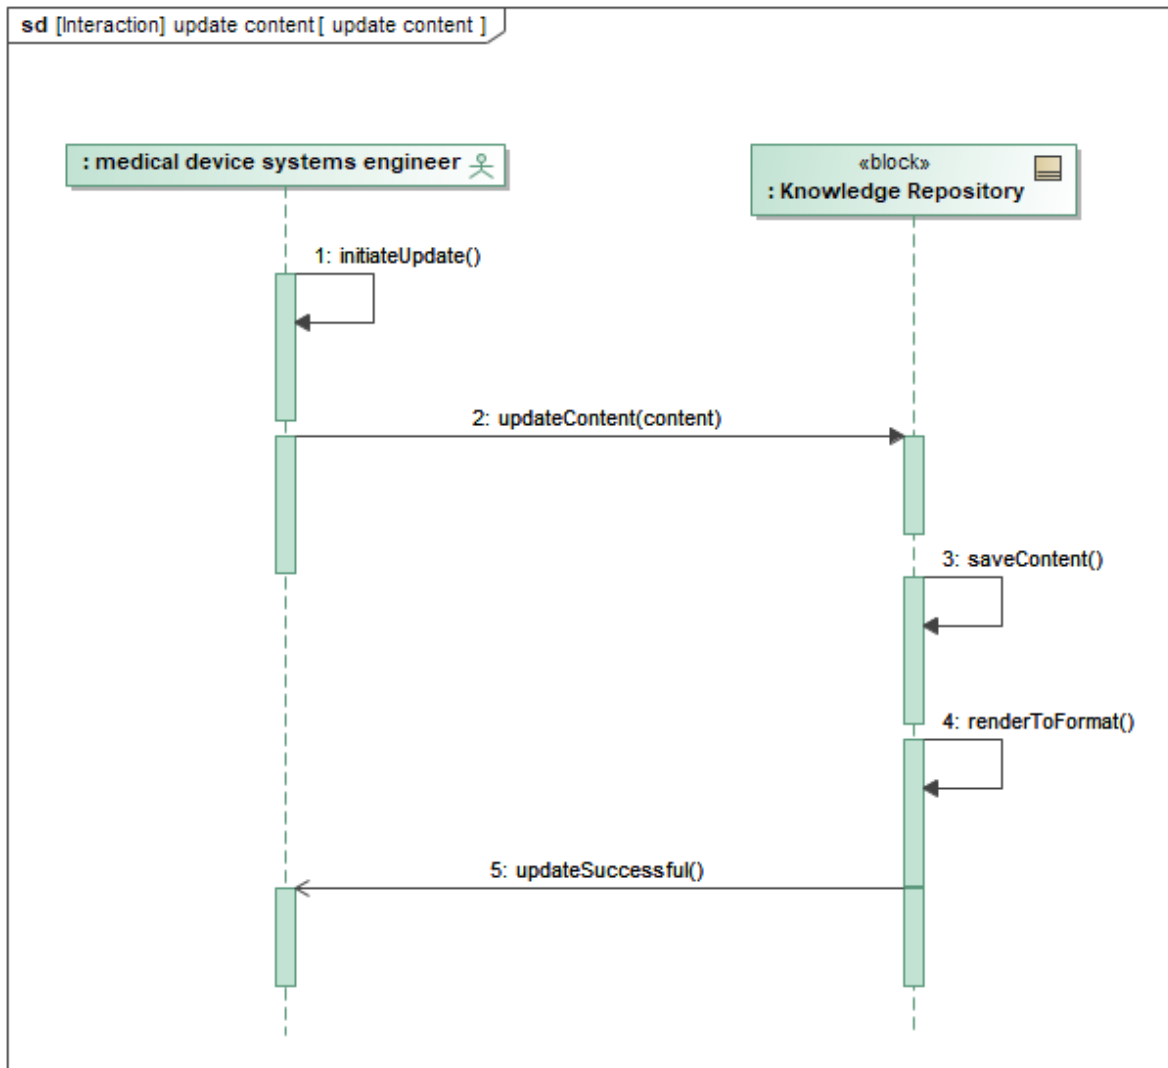 sd [Interaction] update content[ update content ]
: medical device systems engineer
«block»
: Knowledge Repository
1: initiateUpdate()
2: updateContent(content)
3: saveContent()
4: renderToFormat()
5: updateSuccessful()